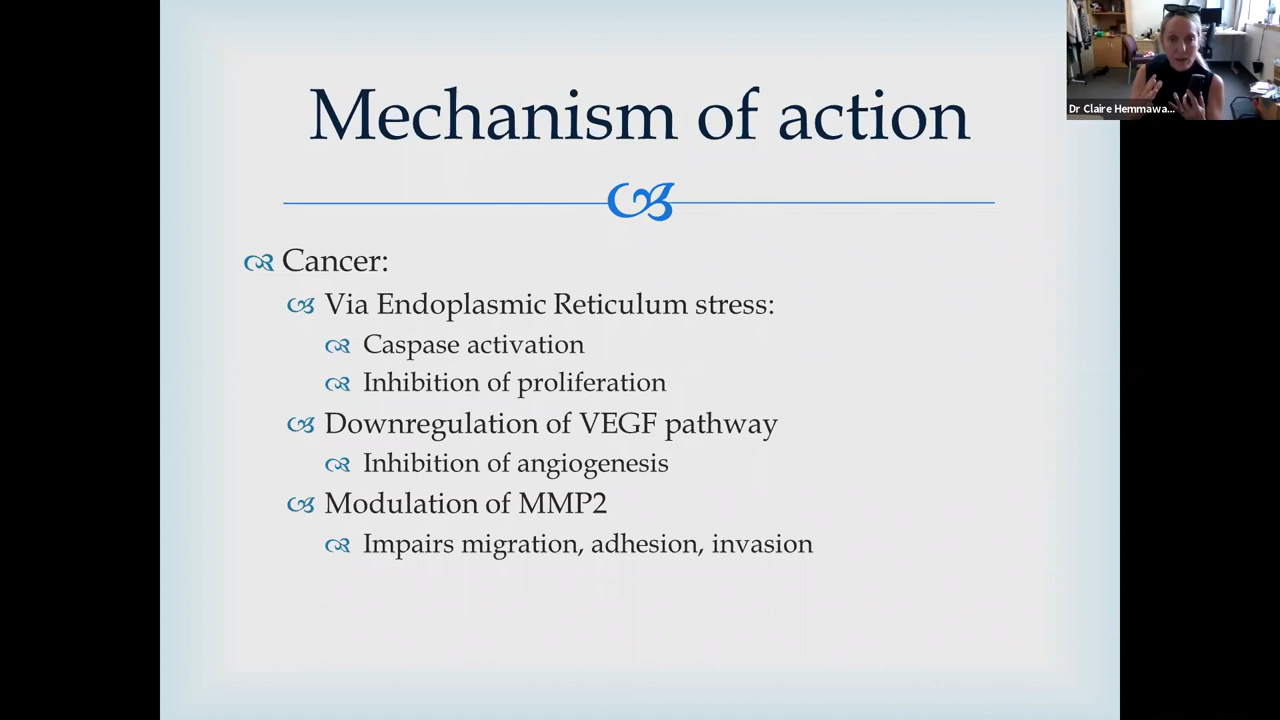 Mechanism of action
Cancer:
Via Endoplasmic Reticulum stress:
Caspase activation
Inhibition of proliferation
Downregulation of VEGF pathway
Inhibition of angiogenesis
Modulation of MMP2
Impairs migration, adhesion, invasion
Dr Claire Hemmawa...